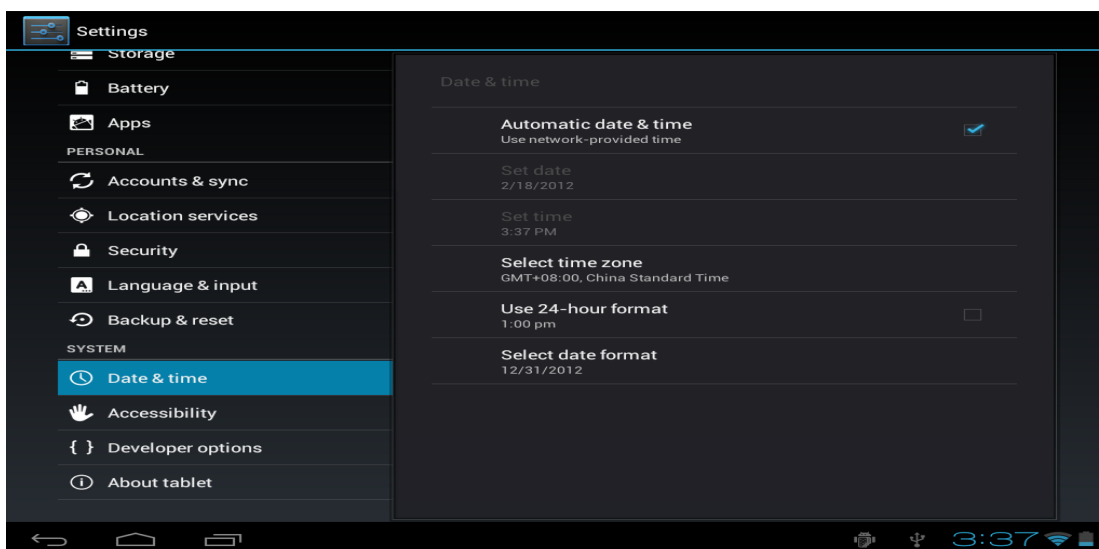 Settings
Storage
Battery
Apps
PERSONAL
Accounts & sync
Location services
Security
Language & input
Backup & reset
SYSTEM
Date & time
Accessibility
{ } Developer options
About tablet
Date & time
Automatic date & time
Use network-provided time
Set date
2/18/2012
Set time
3:37 PM
Select time zone
GMT+08:00, China Standard Time
Use 24-hour format
1:00 pm
Select date format
12/31/2012
3:37